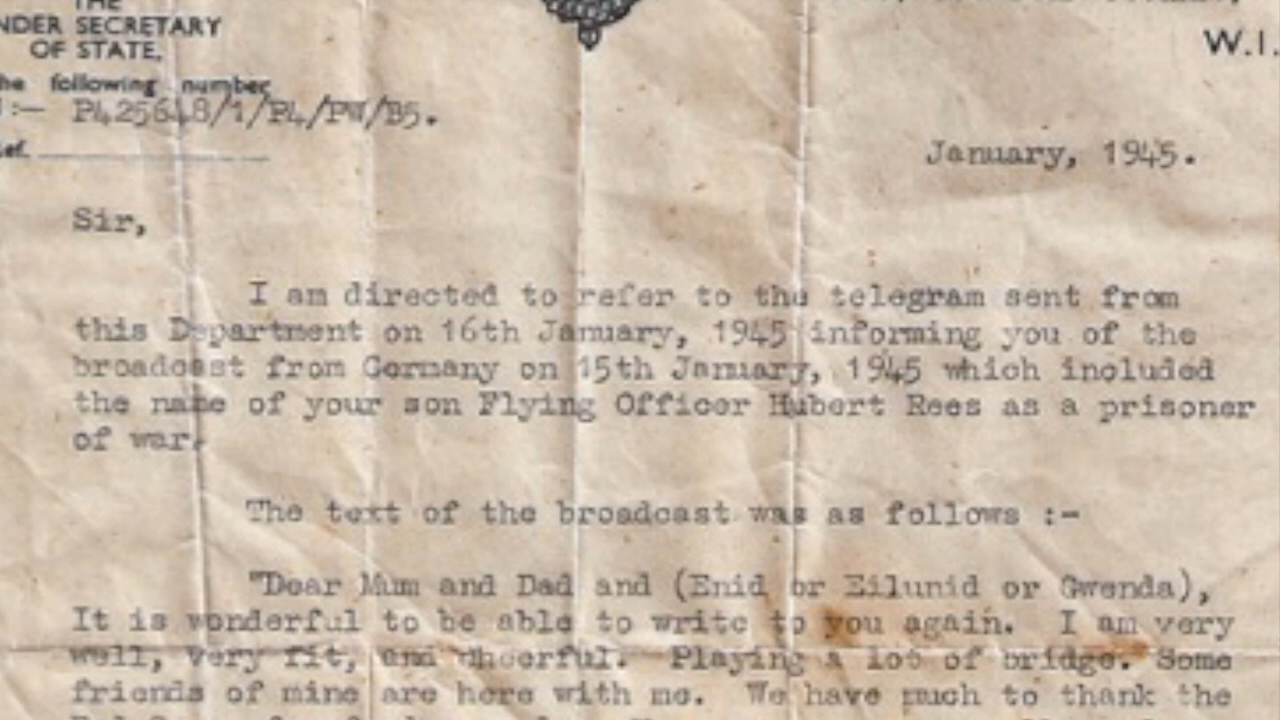 THE
NDER SECRETARY
OF STATE,
W.I.
he following number
:— P425648/1/P4/PW/B5.
ef.
January, 1945.
Sir,
I am directed to refer to the telegram sent from
this Department on 16th January, 1945 informing you of the
broadcast from Germany on 15th January, 1945 which included
the name of your son Flying Officer Hubert Rees as a prisoner
of war.
The text of the broadcast was as follows :-
"Dear Mum and Dad and (Enid or Eilunid or Gwenda),
It is wonderful to be able to write to you again. I am very
well, very fit, and cheerful. Playing a lot of bridge. Some
friends of mine are here with me. We have much to thank the